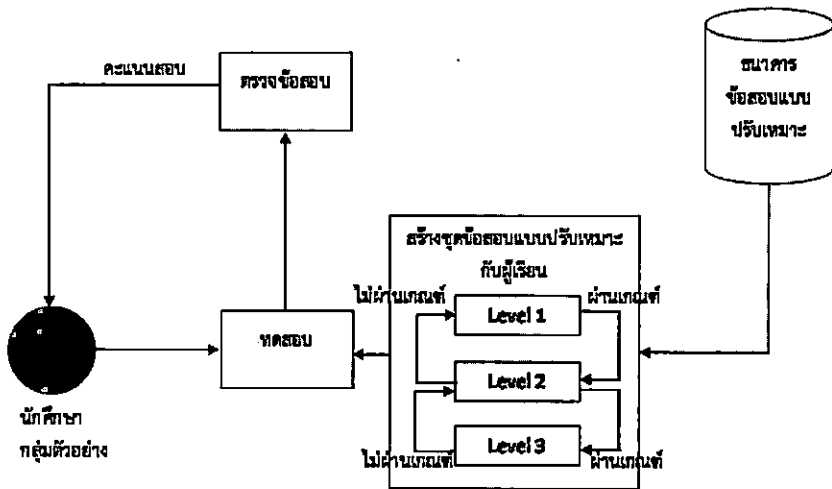 คะแนนสอบ
ตรวจข้อสอบ
ธนาคาร
ข้อสอบแบบ
ปรับเหมาะ
สร้างชุดข้อสอบแบบปรับเหมาะ
กับผู้เรียน
ไม่ผ่านเกณฑ์
ผ่านเกณฑ์
Level 1
ทดสอบ
Level 2
Level 3
ไม่ผ่านเกณฑ์
ผ่านเกณฑ์
นักศึกษา
กลุ่มตัวอย่าง